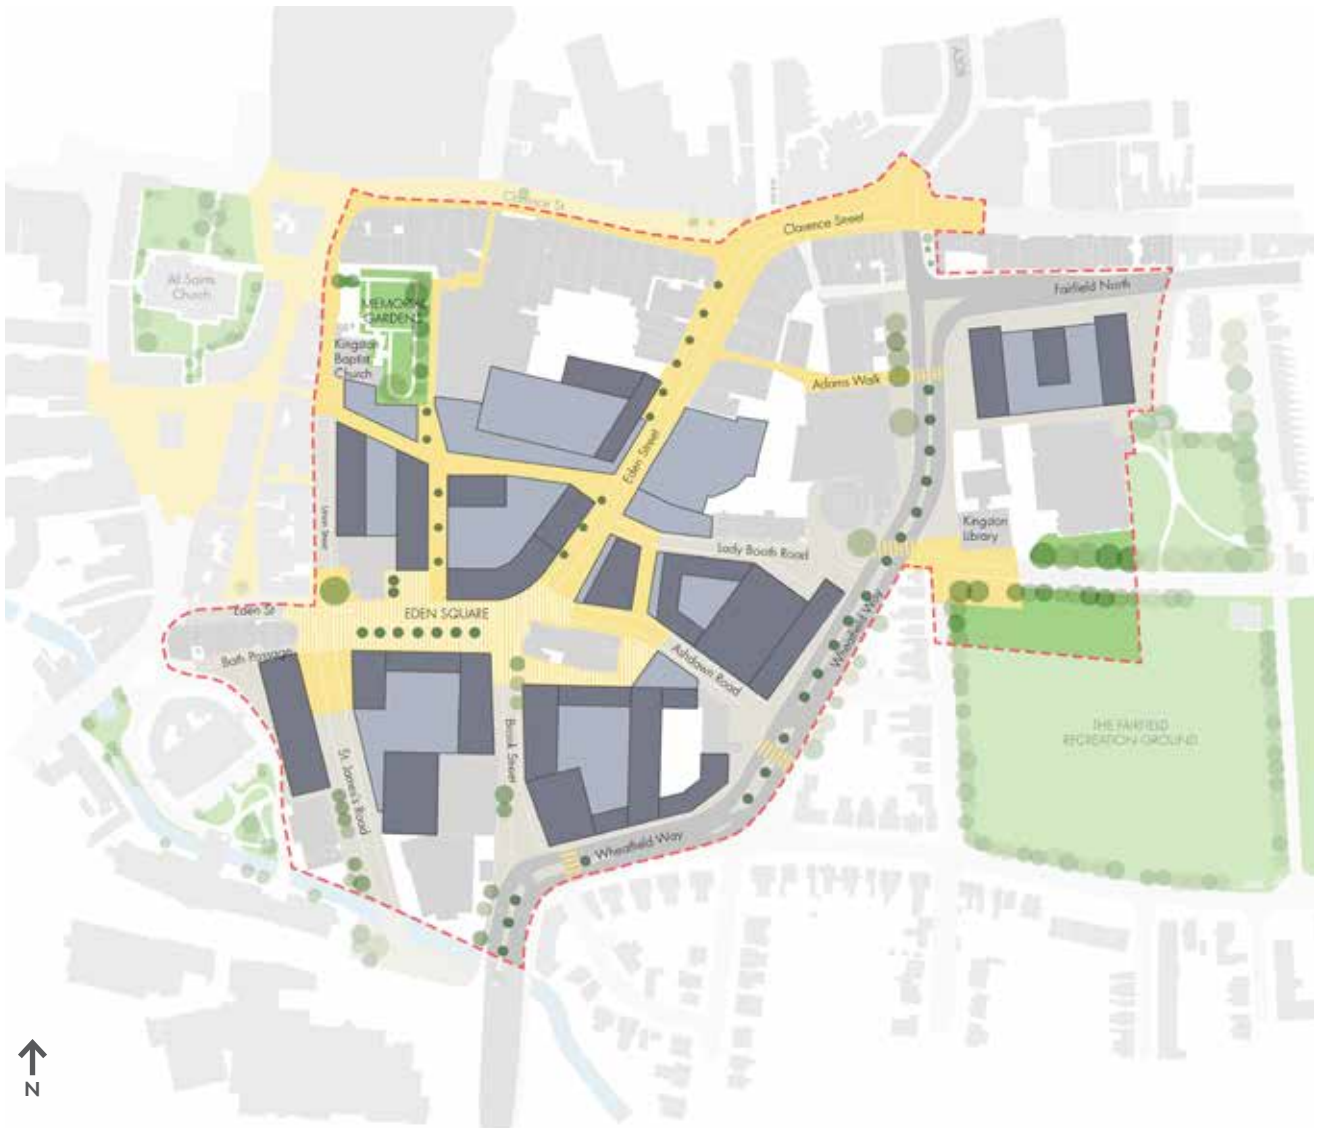 A308
Clarence St
Clarence Street
All Saints
Church
Fairfield North
MEMORIAL
GARDENS
Kingston
Baptist
Church
Adams Walk
Eden Street
Union Street
Kingston
Library
Lady Booth Road
Eden St
EDEN SQUARE
Wheatfield Way
Bath Passage
Ashdown Road
THE FAIRFIELD
RECREATION GROUND
St. James's Road
Brook Street
Wheatfield Way
N